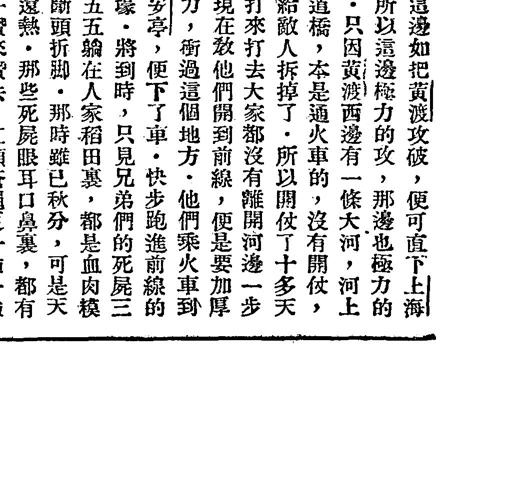 這邊如把黃渡攻破，便可直下上海
所以這邊極力的攻，那邊也極力的
．只因黃渡西邊有一條大河，河上
道橋，本是通火車的，沒有開仗，
給敵人拆掉了．所以開仗了十多天
打來打去大家都沒有離開河邊一步
現在教他們開到前線，便是要加厚
力，衝過這個地方．他們乘火車到
亭，便下了車．快步跑進前線的
壕．將到時，只見兄弟們的死屍三
五五躺在人家稻田裏，都是血肉模
斷頭折脚．那時雖已秋分，可是天
還熱．那些死屍眼耳口鼻裏，都有